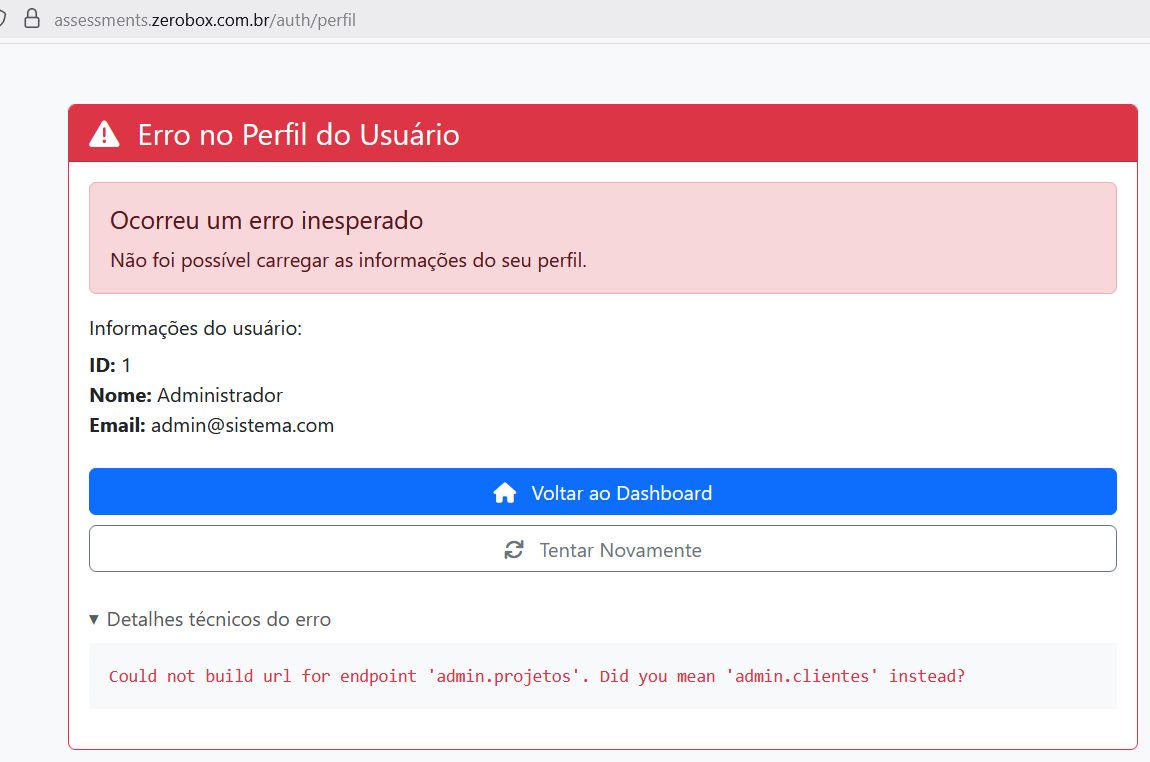 assessments.zerobox.com.br/auth/perfil
Erro no Perfil do Usuário
Ocorreu um erro inesperado
Não foi possível carregar as informações do seu perfil.
Informações do usuário:
ID: 1
Nome: Administrador
Email: admin@sistema.com
Voltar ao Dashboard
Tentar Novamente
▼ Detalhes técnicos do erro
Could not build url for endpoint 'admin.projetos'. Did you mean 'admin.clientes' instead?